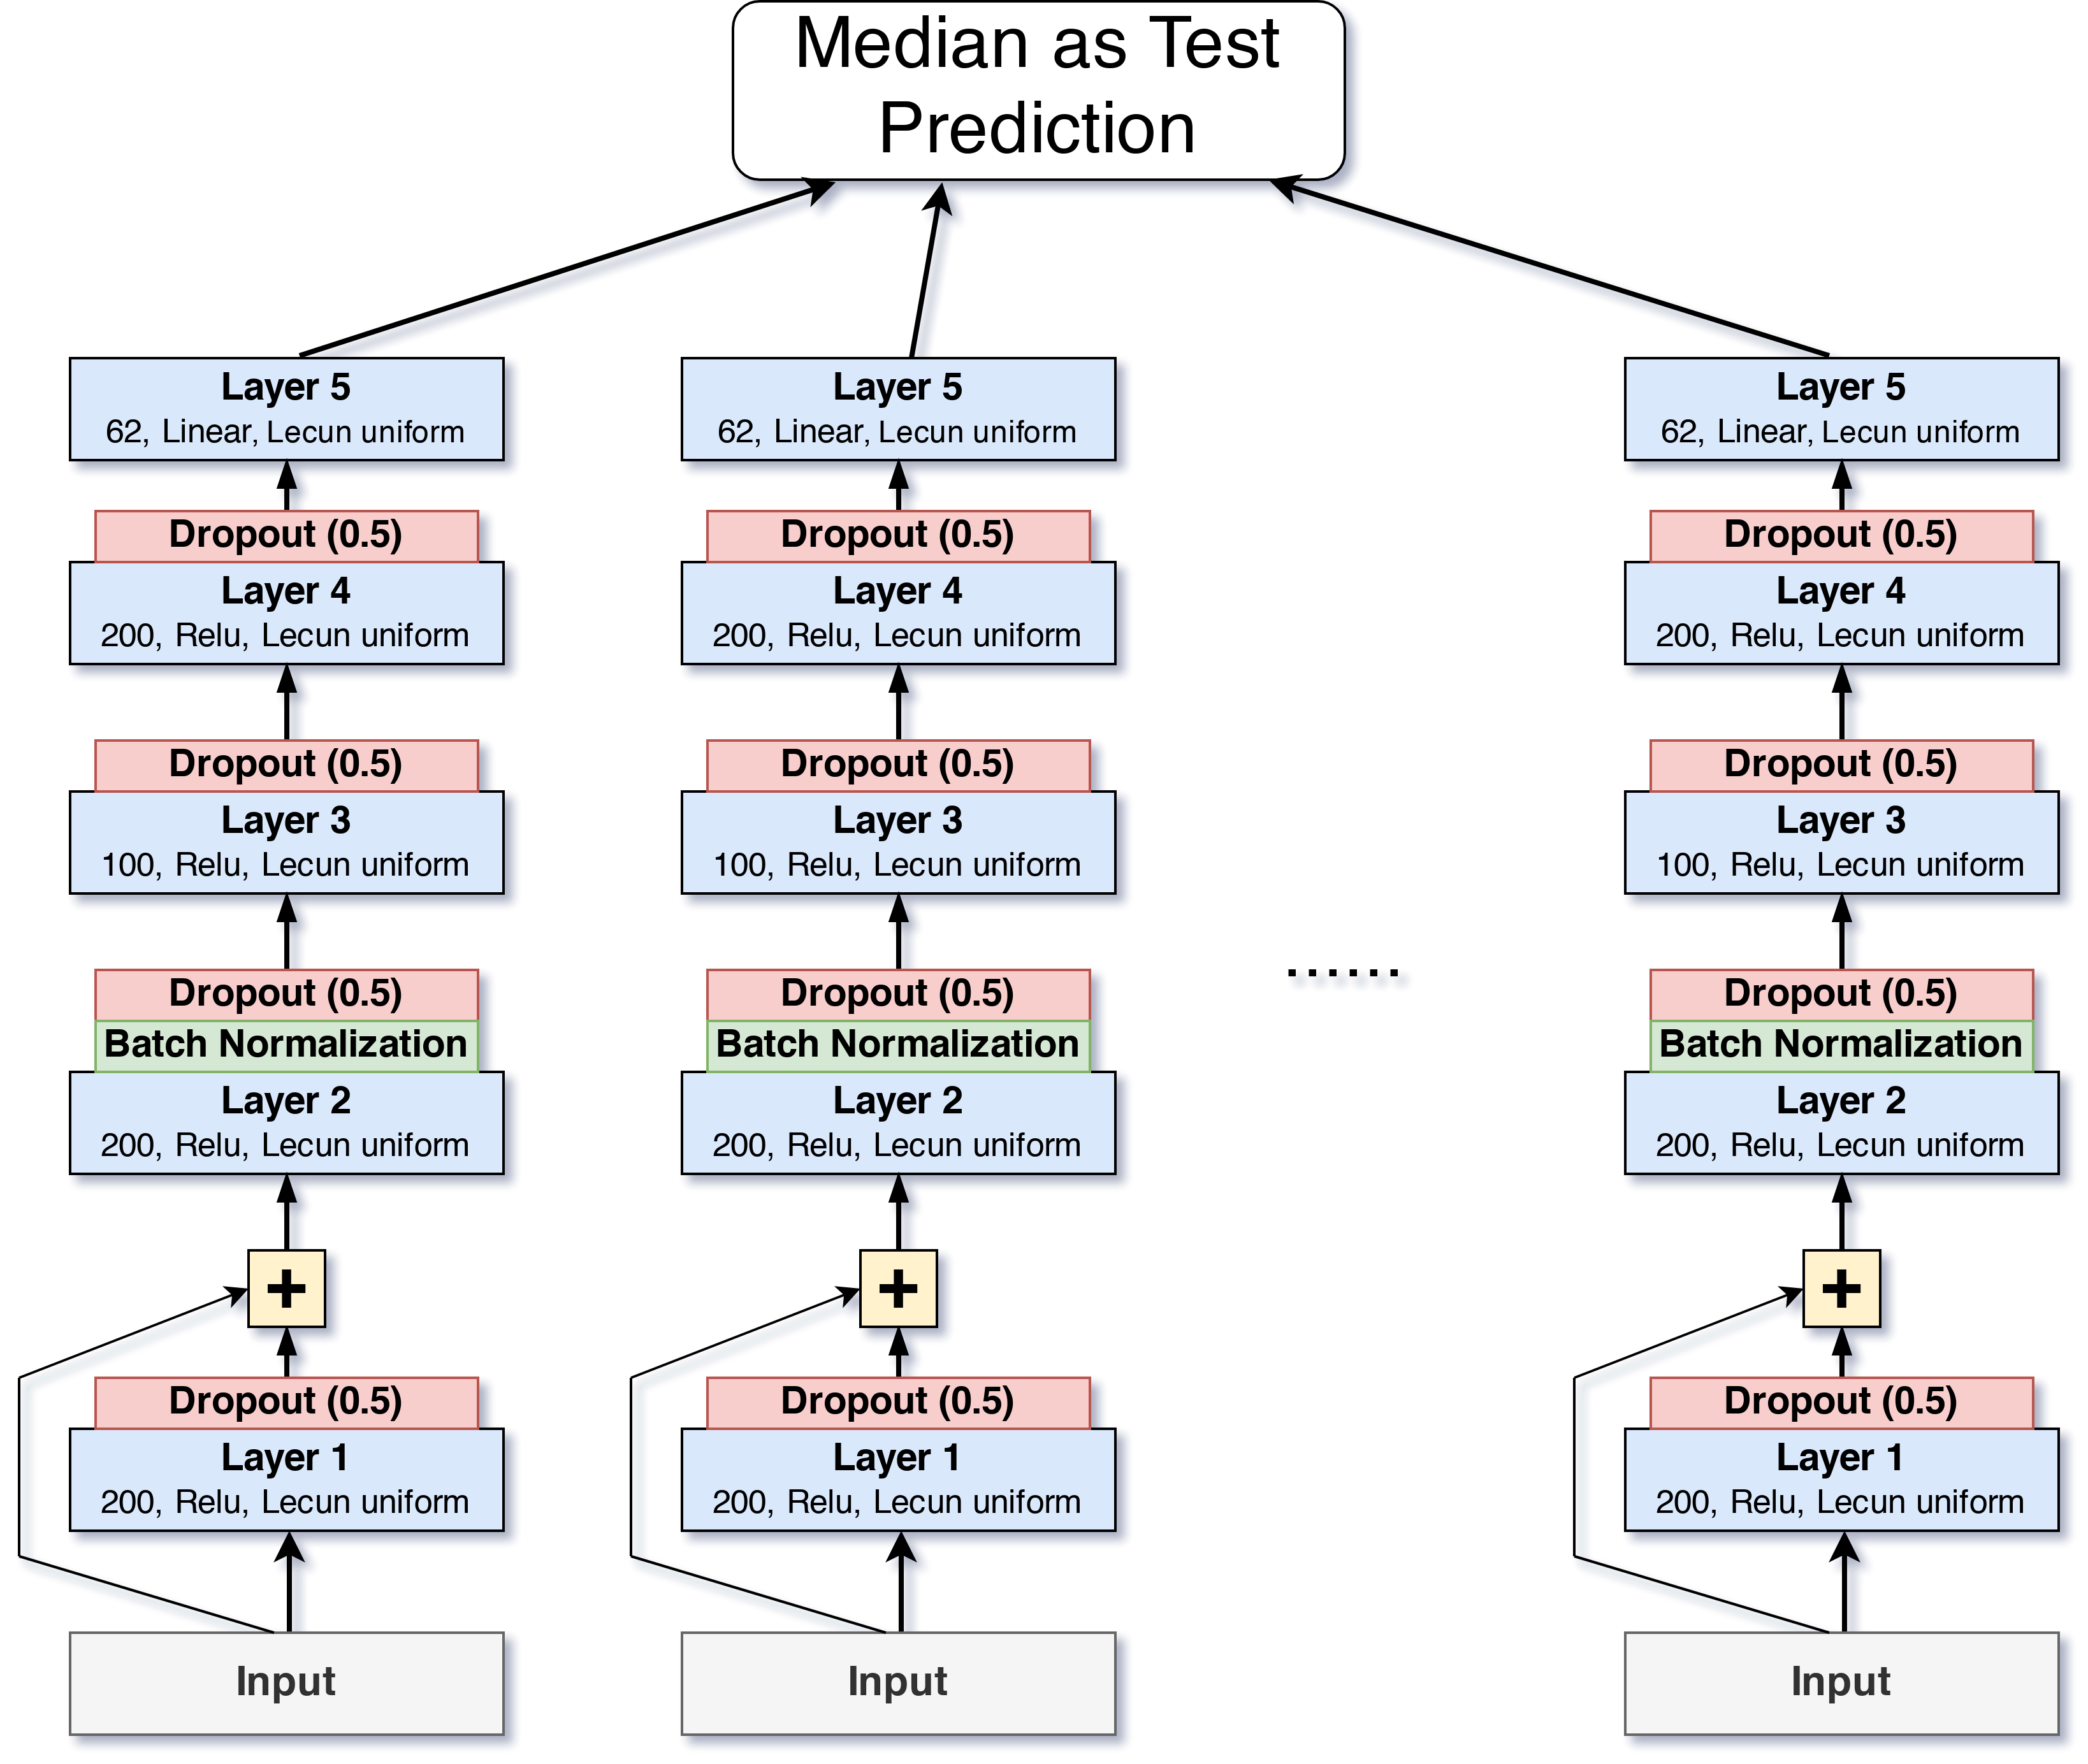 Median as Test
Prediction
Layer 5
62, Linear, Lecun uniform
Dropout (0.5)
Layer 4
200, Relu, Lecun uniform
Dropout (0.5)
Layer 3
100, Relu, Lecun uniform
Dropout (0.5)
Batch Normalization
Layer 2
200, Relu, Lecun uniform
+
Dropout (0.5)
Layer 1
200, Relu, Lecun uniform
Input
Layer 5
62, Linear, Lecun uniform
Dropout (0.5)
Layer 4
200, Relu, Lecun uniform
Dropout (0.5)
Layer 3
100, Relu, Lecun uniform
Dropout (0.5)
Batch Normalization
Layer 2
200, Relu, Lecun uniform
+
Dropout (0.5)
Layer 1
200, Relu, Lecun uniform
Input
......
Layer 5
62, Linear, Lecun uniform
Dropout (0.5)
Layer 4
200, Relu, Lecun uniform
Dropout (0.5)
Layer 3
100, Relu, Lecun uniform
Dropout (0.5)
Batch Normalization
Layer 2
200, Relu, Lecun uniform
+
Dropout (0.5)
Layer 1
200, Relu, Lecun uniform
Input